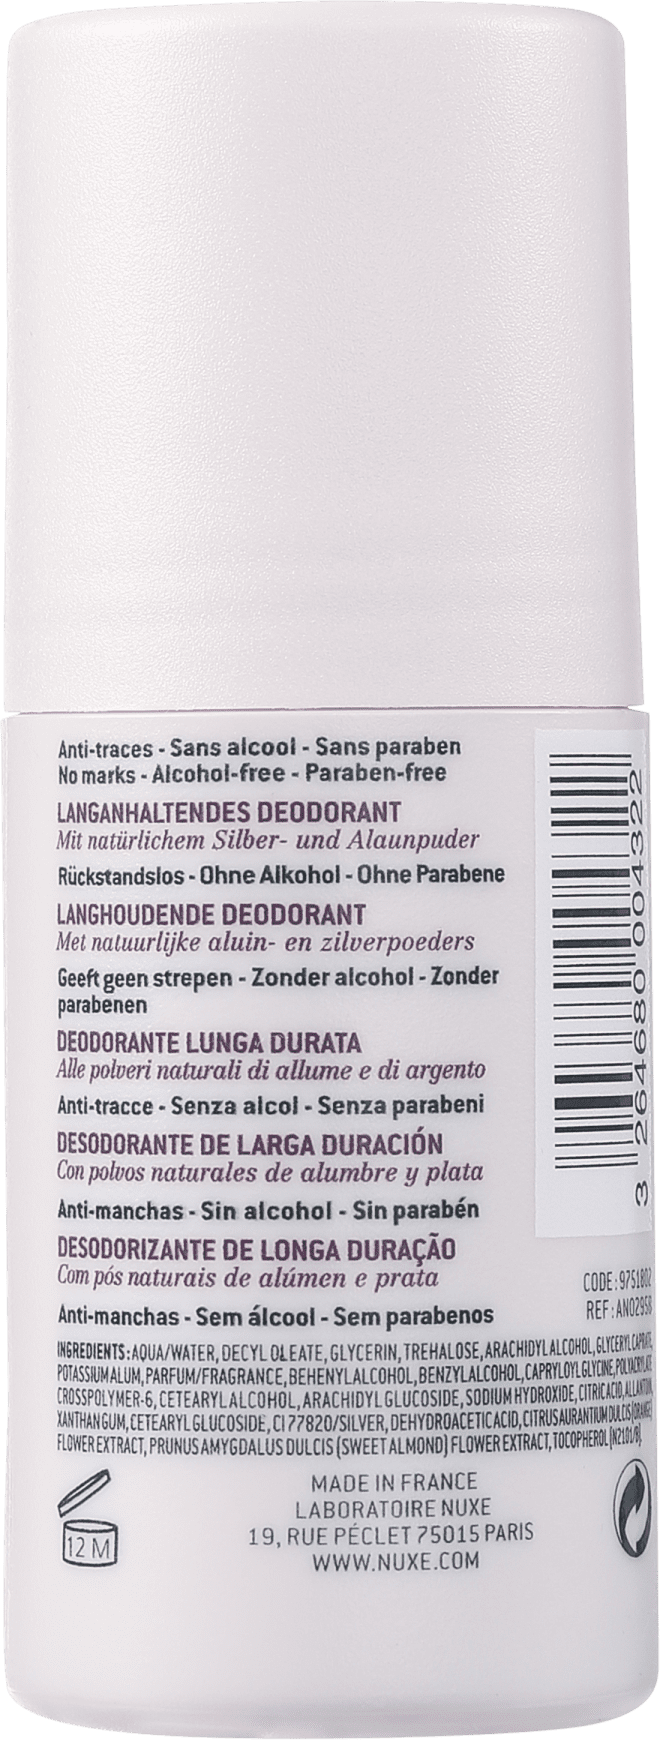 Anti-traces - Sans alcool - Sans paraben
No marks - Alcohol-free - Paraben-free
LANGANHALTENDES DEODORANT
Mit natürlichem Silber- und Alaunpuder
Rückstandslos - Ohne Alkohol - Ohne Parabene
LANGHOUDENDE DEODORANT
Met natuurlijke aluin- en zilverpoeders
Geeft geen strepen - Zonder alcohol - Zonder
parabenen
DEODORANTE LUNGA DURATA
Alle polveri naturali di allume e di argento
Anti-tracce - Senza alcol - Senza parabeni
DESODORANTE DE LARGA DURACIÓN
Con polvos naturales de alumbre y plata
Anti-manchas - Sin alcohol - Sin parabén
DESODORIZANTE DE LONGA DURAÇÃO
Com pós naturais de alúmen e prata
Anti-manchas - Sem álcool - Sem parabenos
3 264680 004322
CODE : 9751802
REF : AN02958
INGREDIENTS : AQUA/WATER, DECYL OLEATE, GLYCERIN, TREHALOSE, ARACHIDYL ALCOHOL, GLYCERYL CAPRATE,
POTASSIUM ALUM, PARFUM/FRAGRANCE, BEHENYL ALCOHOL, BENZYL ALCOHOL, CAPRYLOYL GLYCINE, POLYACRYLATE
CROSSPOLYMER-6, CETEARYL ALCOHOL, ARACHIDYL GLUCOSIDE, SODIUM HYDROXIDE, CITRIC ACID, ALLANTOIN,
XANTHAN GUM, CETEARYL GLUCOSIDE, CI 77820/SILVER, DEHYDROACETIC ACID, CITRUS AURANTIUM DULCIS (ORANGE)
FLOWER EXTRACT, PRUNUS AMYGDALUS DULCIS (SWEET ALMOND) FLOWER EXTRACT, TOCOPHEROL (N2101/B).
12 M
MADE IN FRANCE
LABORATOIRE NUXE
19, RUE PÉCLET 75015 PARIS
WWW.NUXE.COM